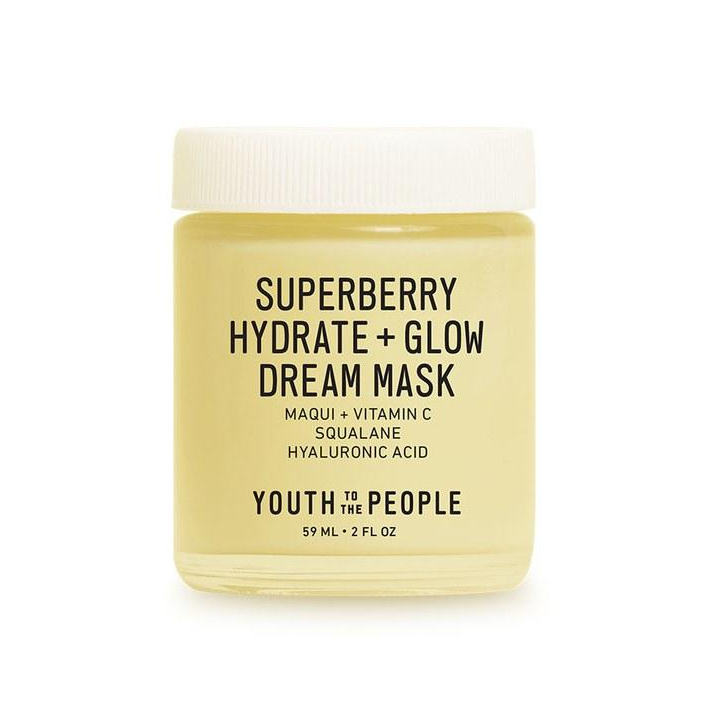 SUPERBERRY
HYDRATE + GLOW
DREAM MASK
MAQUI + VITAMIN C
SQUALANE
HYALURONIC ACID
YOUTH TO THE PEOPLE
59 ML • 2 FL OZ